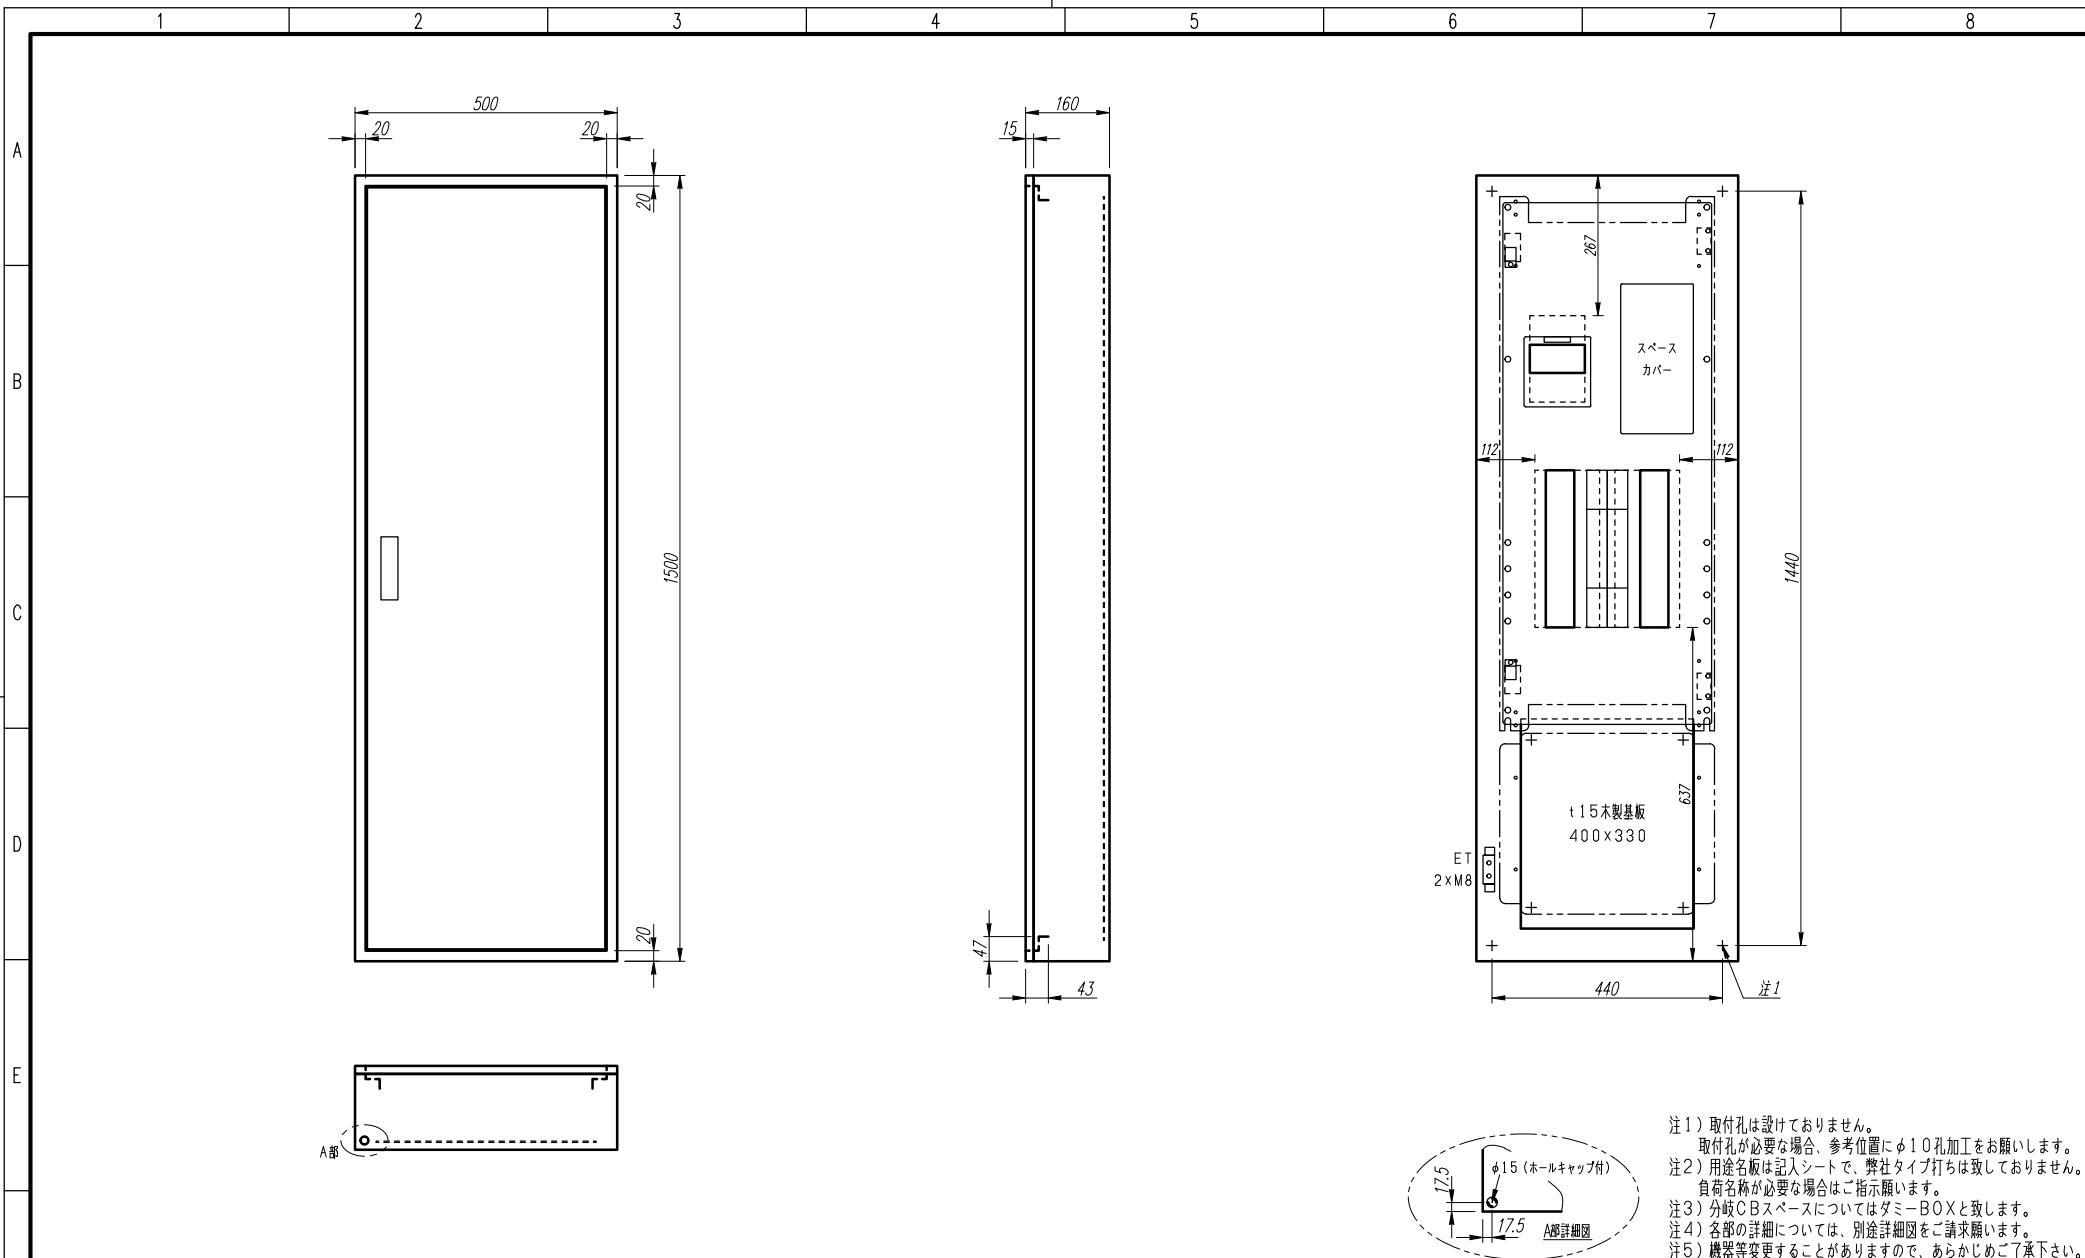 1 2 3 4 5 6 7 8
A
B
C
D
E
500
20
20
20
1500
20
160
15
47
43
267
スペース
カバー
112
112
1440
637
t15木製基板
400×330
ET
2×M8
440
注1
A部
17.5
φ15(ホールキャップ付)
17.5
A部詳細図
注1)取付孔は設けておりません。
取付孔が必要な場合、参考位置にφ10孔加工をお願いします。
注2)用途名板は記入シートで、弊社タイプ打ちは致しておりません。
負荷名称が必要な場合はご指示願います。
注3)分岐CBスペースについてはダミーBOXと致します。
注4)各部の詳細については、別途詳細図をご請求願います。
注5)機器等変更することがありますので、あらかじめご了承下さい。